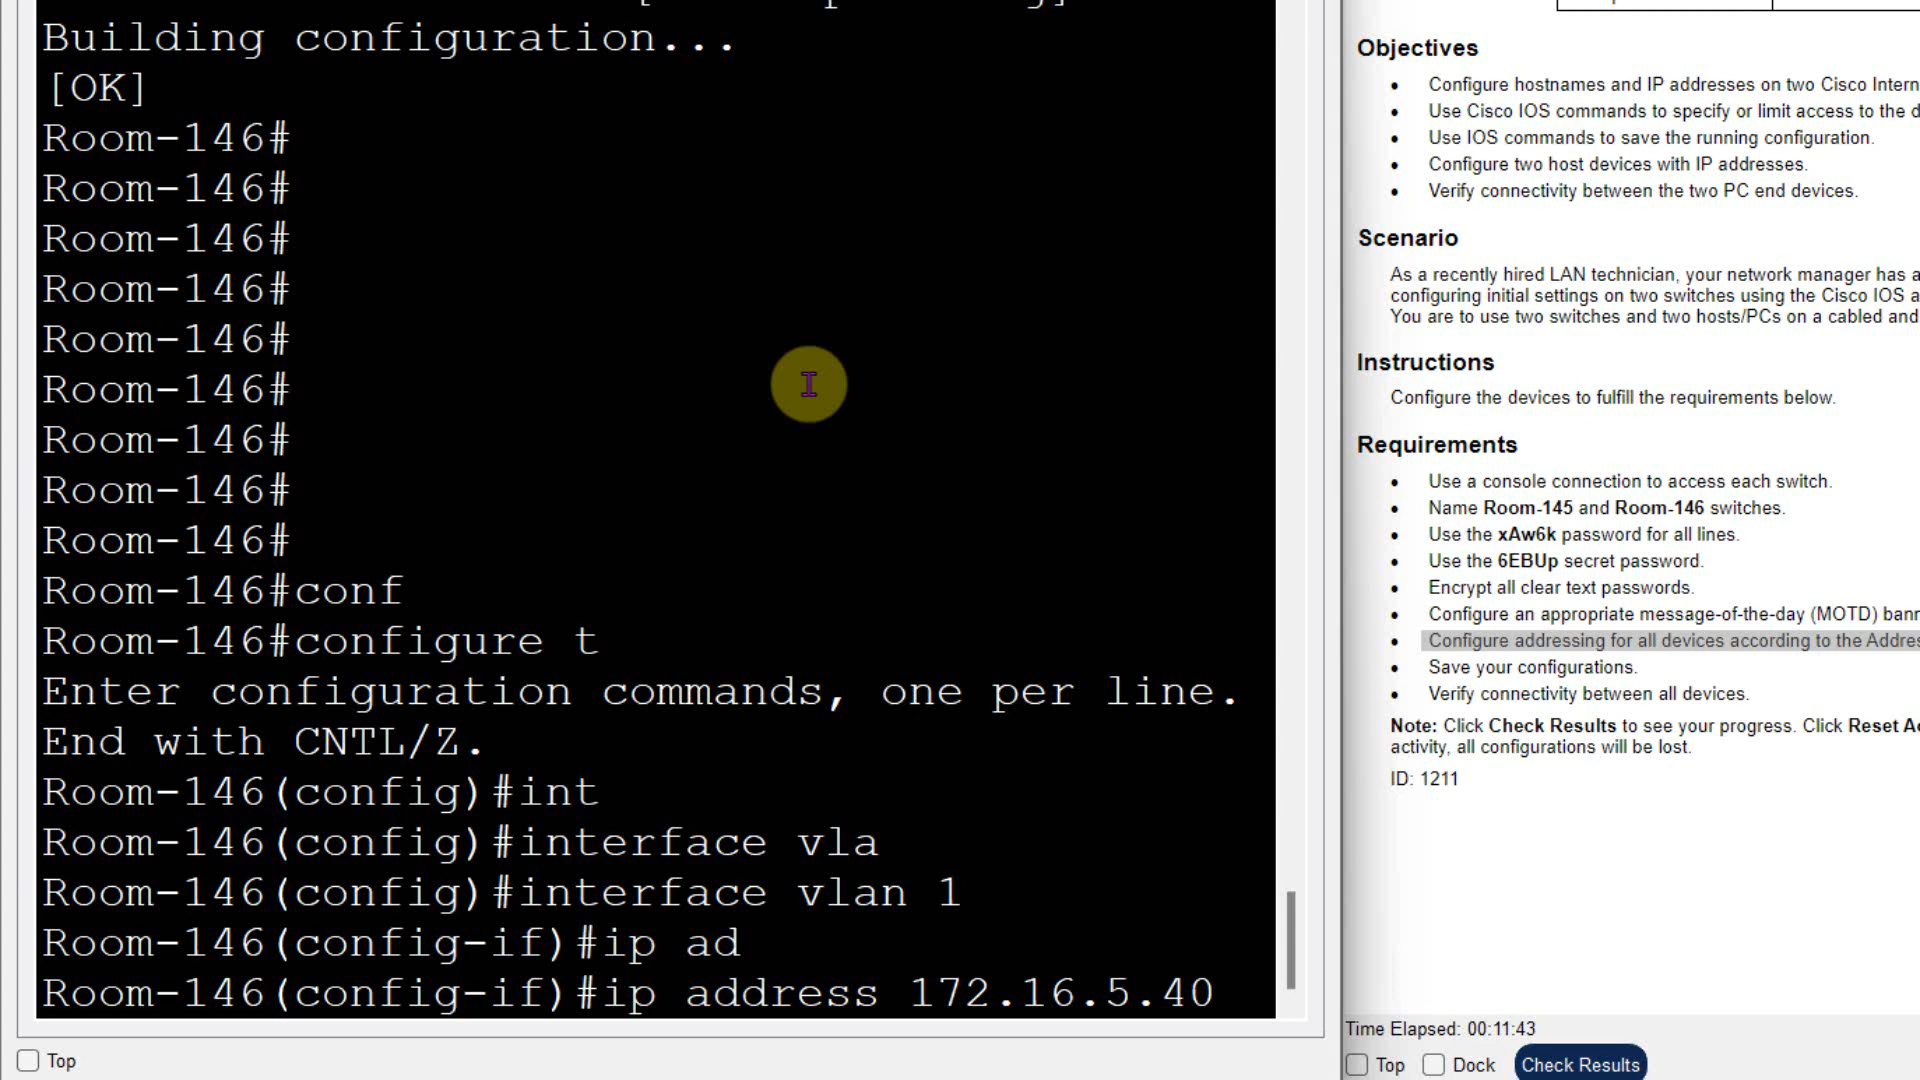 Building configuration...
[OK]
Room-146#
Room-146#
Room-146#
Room-146#
Room-146#
Room-146#
Room-146#
Room-146#
Room-146#
Room-146#conf
Room-146#configure t
Enter configuration commands, one per line.
End with CNTL/Z.
Room-146(config)#int
Room-146(config)#interface vla
Room-146(config)#interface vlan 1
Room-146(config-if)#ip ad
Room-146(config-if)#ip address 172.16.5.40
Top
Objectives
• Configure hostnames and IP addresses on two Cisco Intern
• Use Cisco IOS commands to specify or limit access to the d
• Use IOS commands to save the running configuration.
• Configure two host devices with IP addresses.
• Verify connectivity between the two PC end devices.
Scenario
As a recently hired LAN technician, your network manager has a
configuring initial settings on two switches using the Cisco IOS a
You are to use two switches and two hosts/PCs on a cabled and
Instructions
Configure the devices to fulfill the requirements below.
Requirements
• Use a console connection to access each switch.
• Name Room-145 and Room-146 switches.
• Use the xAw6k password for all lines.
• Use the 6EBUp secret password.
• Encrypt all clear text passwords.
• Configure an appropriate message-of-the-day (MOTD) bann
• Configure addressing for all devices according to the Addres
• Save your configurations.
• Verify connectivity between all devices.
Note: Click Check Results to see your progress. Click Reset Ac
activity, all configurations will be lost.
ID: 1211
Time Elapsed: 00:11:43
Top Dock Check Results